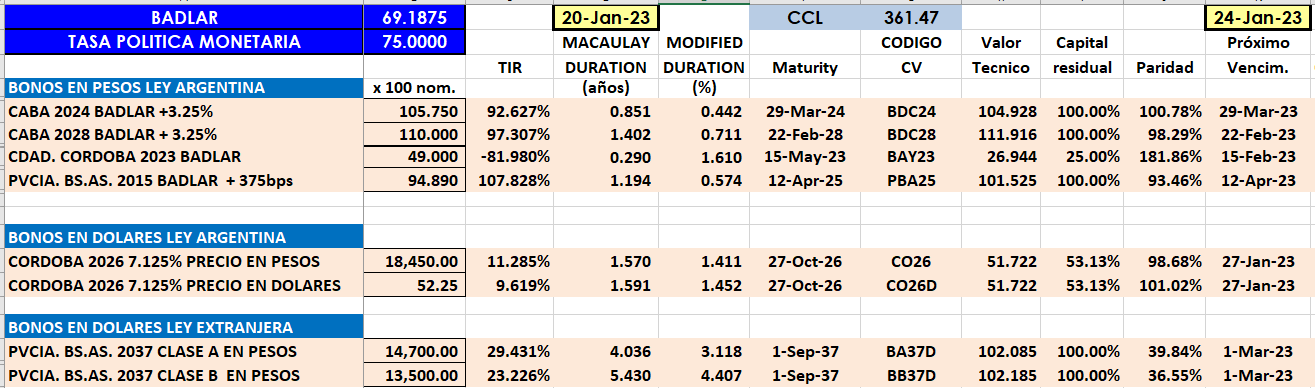 BADLAR 69.1875 20-Jan-23 CCL 361.47 24-Jan-23
TASA POLITICA MONETARIA 75.0000 MACAULAY MODIFIED CODIGO Valor Capital Próximo
TIR DURATION DURATION Maturity CV Tecnico residual Paridad Vencim.
BONOS EN PESOS LEY ARGENTINA x 100 nom. (años) (%)
CABA 2024 BADLAR +3.25% 105.750 92.627% 0.851 0.442 29-Mar-24 BDC24 104.928 100.00% 100.78% 29-Mar-23
CABA 2028 BADLAR + 3.25% 110.000 97.307% 1.402 0.711 22-Feb-28 BDC28 111.916 100.00% 98.29% 22-Feb-23
CDAD. CORDOBA 2023 BADLAR 49.000 -81.980% 0.290 1.610 15-May-23 BAY23 26.944 25.00% 181.86% 15-Feb-23
PVCIA. BS.AS. 2015 BADLAR + 375bps 94.890 107.828% 1.194 0.574 12-Apr-25 PBA25 101.525 100.00% 93.46% 12-Apr-23
BONOS EN DOLARES LEY ARGENTINA
CORDOBA 2026 7.125% PRECIO EN PESOS 18,450.00 11.285% 1.570 1.411 27-Oct-26 CO26 51.722 53.13% 98.68% 27-Jan-23
CORDOBA 2026 7.125% PRECIO EN DOLARES 52.25 9.619% 1.591 1.452 27-Oct-26 CO26D 51.722 53.13% 101.02% 27-Jan-23
BONOS EN DOLARES LEY EXTRANJERA
PVCIA. BS.AS. 2037 CLASE A EN PESOS 14,700.00 29.431% 4.036 3.118 1-Sep-37 BA37D 102.085 100.00% 39.84% 1-Mar-23
PVCIA. BS.AS. 2037 CLASE B EN PESOS 13,500.00 23.226% 5.430 4.407 1-Sep-37 BB37D 102.185 100.00% 36.55% 1-Mar-23